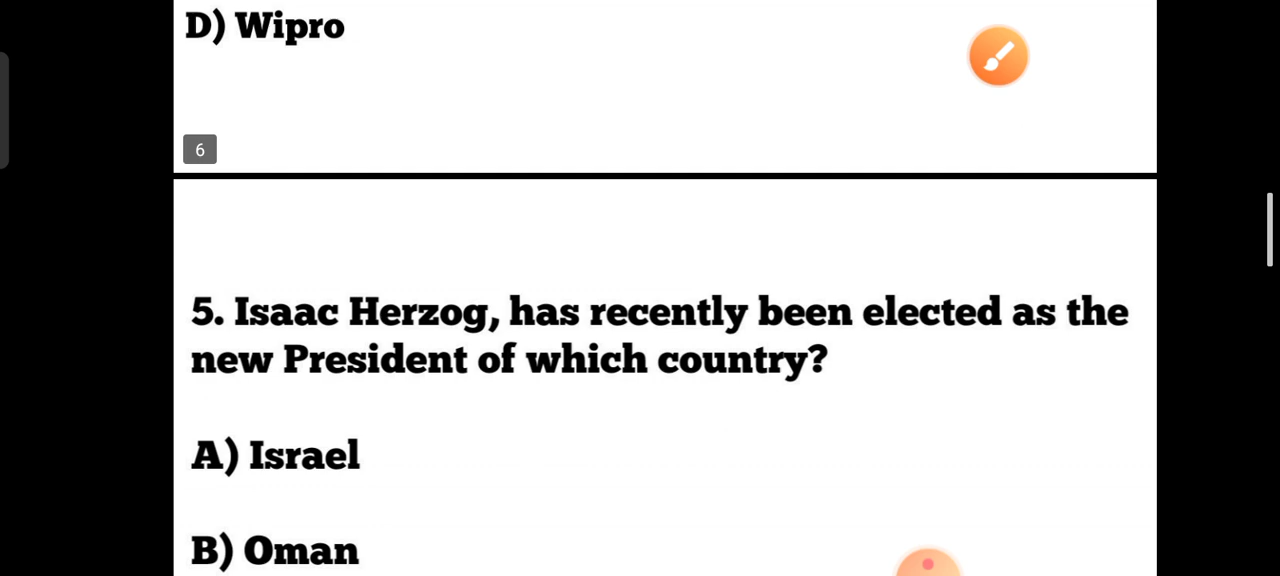 D) Wipro
6
5. Isaac Herzog, has recently been elected as the
new President of which country?
A) Israel
B) Oman